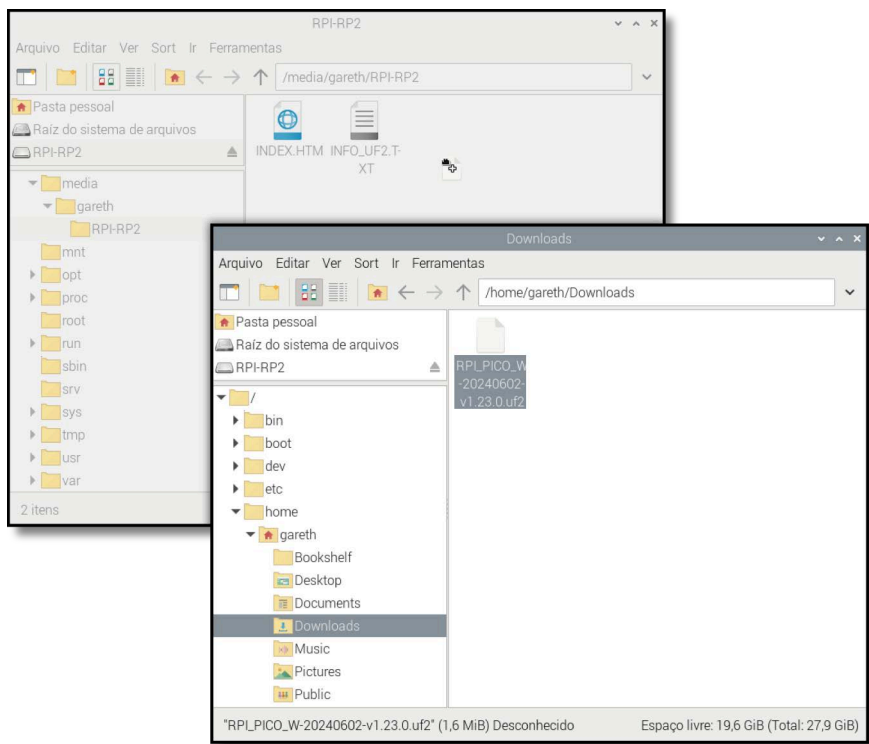 RPI-RP2
Arquivo Editar Ver Sort Ir Ferramentas
/media/gareth/RPI-RP2
Pasta pessoal
Raíz do sistema de arquivos
RPI-RP2
INDEX.HTM
INFO_UF2.T-
XT
media
gareth
RPI-RP2
mnt
opt
proc
root
run
sbin
srv
sys
tmp
usr
var
2 itens
Downloads
Arquivo Editar Ver Sort Ir Ferramentas
/home/gareth/Downloads
Pasta pessoal
Raíz do sistema de arquivos
RPI-RP2
RPI_PICO_W
-20240602-
v1.23.0.uf2
/
bin
boot
dev
etc
home
gareth
Bookshelf
Desktop
Documents
Downloads
Music
Pictures
Public
"RPI_PICO_W-20240602-v1.23.0.uf2" (1,6 MiB) Desconhecido
Espaço livre: 19,6 GiB (Total: 27,9 GiB)